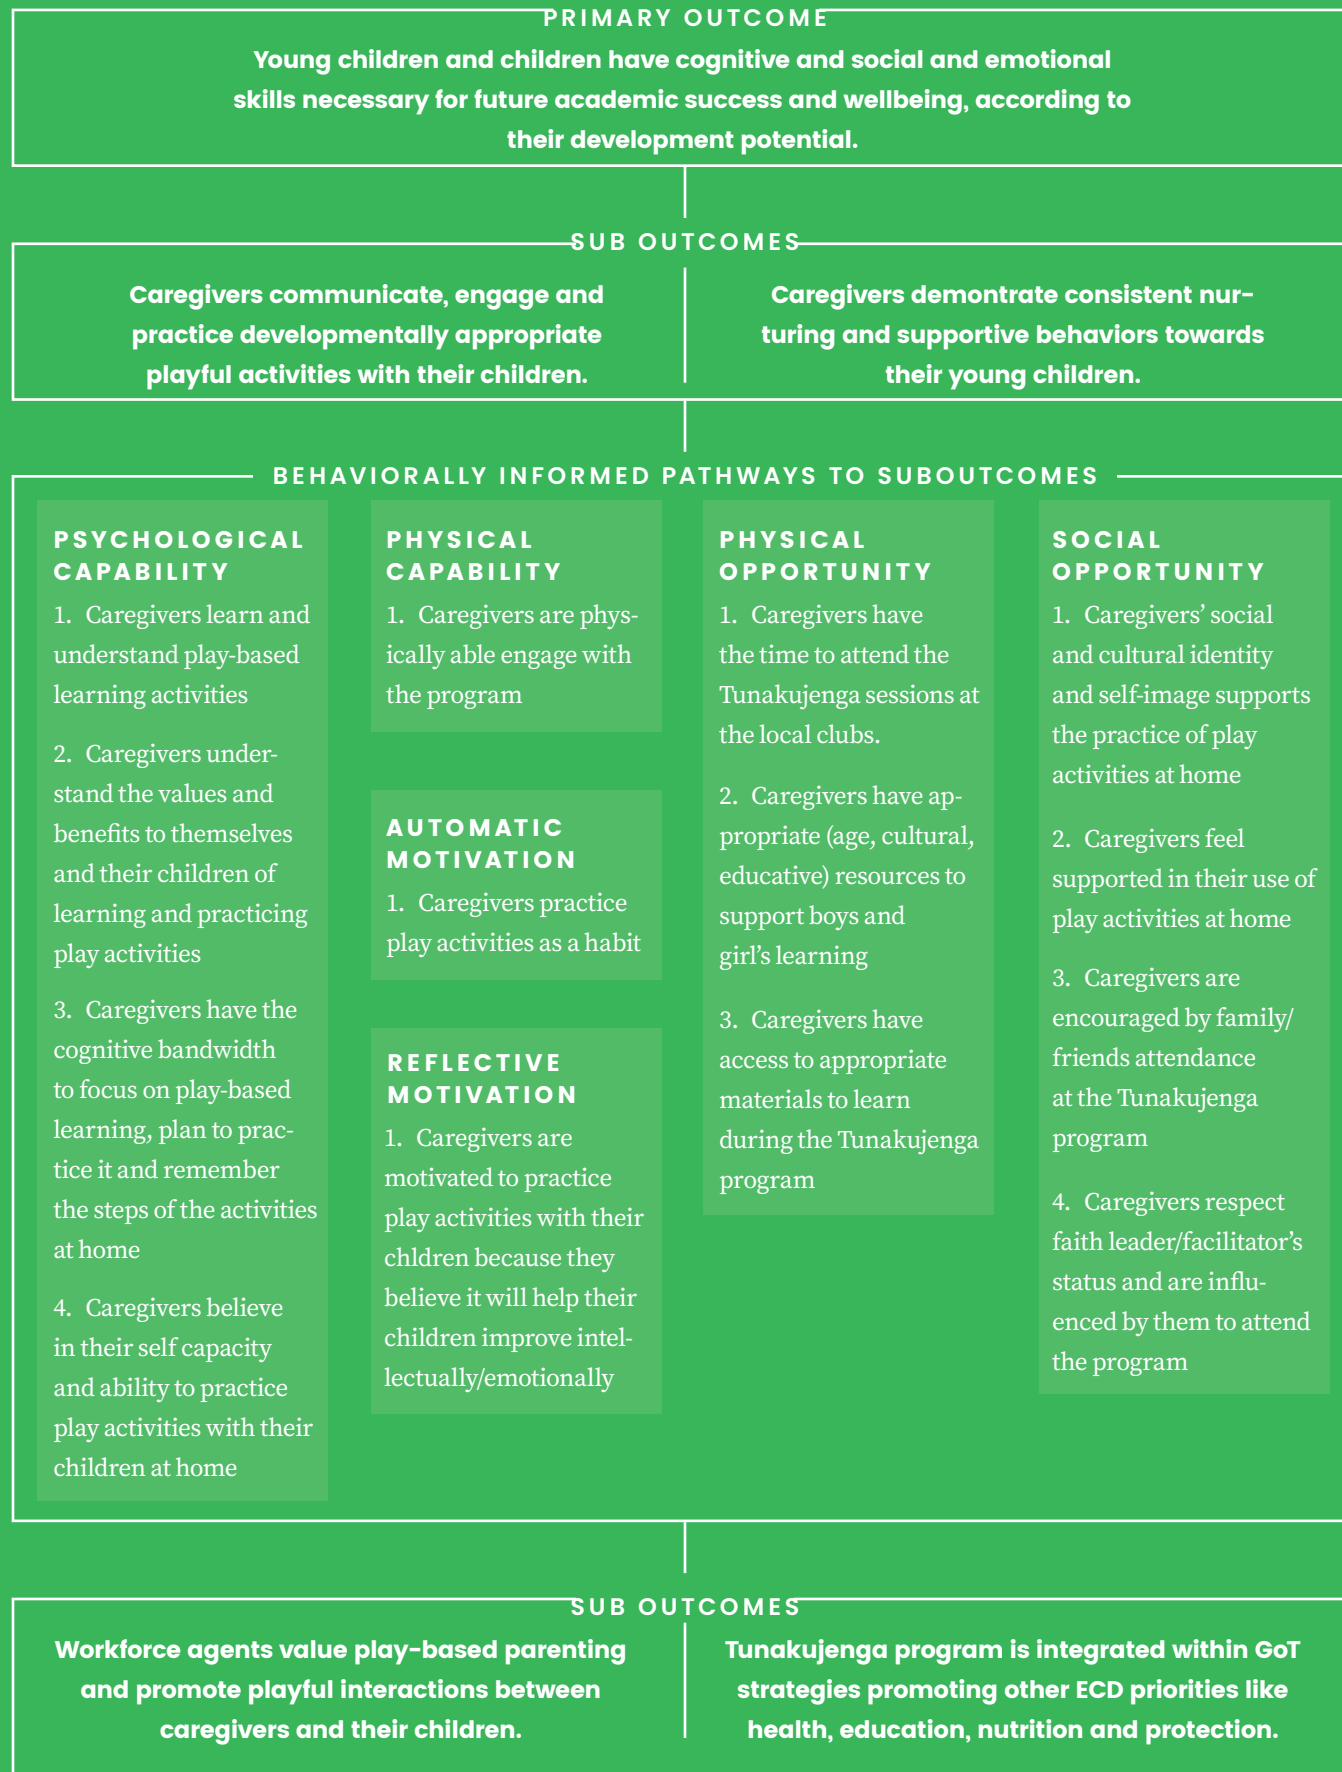 PRIMARY OUTCOME
Young children and children have cognitive and social and emotional
skills necessary for future academic success and wellbeing, according to
their development potential.
SUB OUTCOMES
Caregivers communicate, engage and
practice developmentally appropriate
playful activities with their children.
Caregivers demontrate consistent nur-
turing and supportive behaviors towards
their young children.
BEHAVIORALLY INFORMED PATHWAYS TO SUBOUTCOMES
PSYCHOLOGICAL
CAPABILITY
1. Caregivers learn and
understand play-based
learning activities
2. Caregivers under-
stand the values and
benefits to themselves
and their children of
learning and practicing
play activities
3. Caregivers have the
cognitive bandwidth
to focus on play-based
learning, plan to prac-
tice it and remember
the steps of the activities
at home
4. Caregivers believe
in their self capacity
and ability to practice
play activities with their
children at home
PHYSICAL
CAPABILITY
1. Caregivers are phys-
ically able engage with
the program
AUTOMATIC
MOTIVATION
1. Caregivers practice
play activities as a habit
REFLECTIVE
MOTIVATION
1. Caregivers are
motivated to practice
play activities with their
chldren because they
believe it will help their
children improve intel-
lectually/emotionally
PHYSICAL
OPPORTUNITY
1. Caregivers have
the time to attend the
Tunakujenga sessions at
the local clubs.
2. Caregivers have ap-
propriate (age, cultural,
educative) resources to
support boys and
girl’s learning
3. Caregivers have
access to appropriate
materials to learn
during the Tunakujenga
program
SOCIAL
OPPORTUNITY
1. Caregivers’ social
and cultural identity
and self-image supports
the practice of play
activities at home
2. Caregivers feel
supported in their use of
play activities at home
3. Caregivers are
encouraged by family/
friends attendance
at the Tunakujenga
program
4. Caregivers respect
faith leader/facilitator’s
status and are influ-
enced by them to attend
the program
SUB OUTCOMES
Workforce agents value play-based parenting
and promote playful interactions between
caregivers and their children.
Tunakujenga program is integrated within GoT
strategies promoting other ECD priorities like
health, education, nutrition and protection.